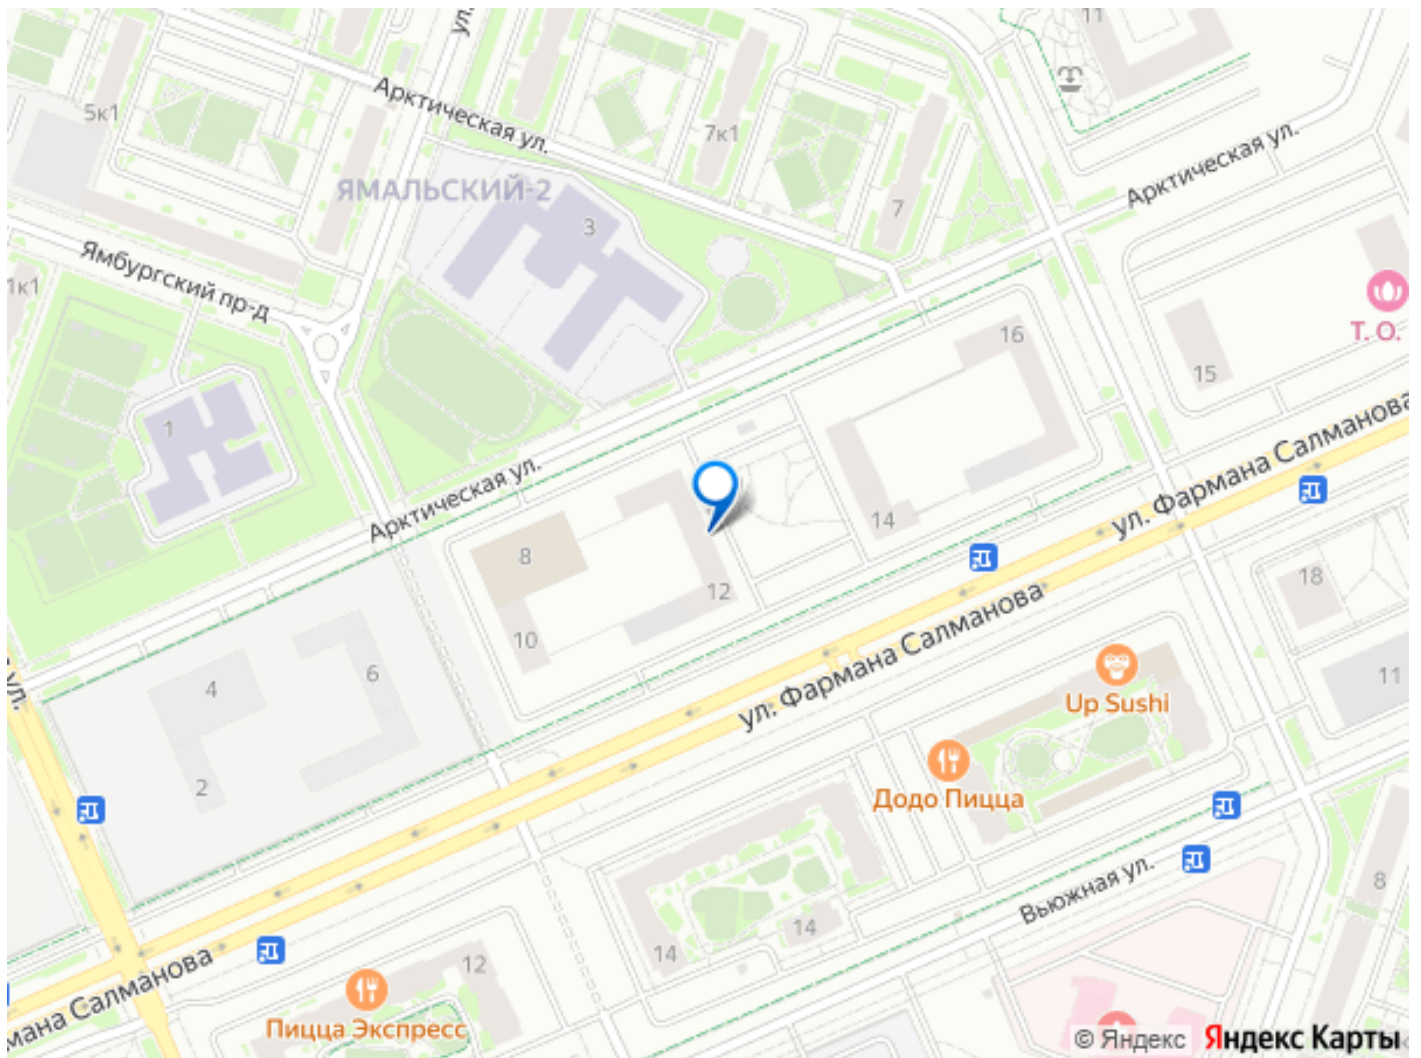 11
ул.
Арктическая ул.
5к1
7к1
Арктическая ул.
ЯМАЛЬСКИЙ-2
3
7
Ямбургский пр-д
1к1
Т. О.
16
15
1
ул. Фармана Салманова
Арктическая ул.
14
8
12
18
ул. Фармана Салманова
10
6
4
11
ул.
Up Sushi
2
Додо Пицца
Вьюжная ул.
8
14
14
12
мана Салманова
Пицца Экспресс
© Яндекс Яндекс Карты